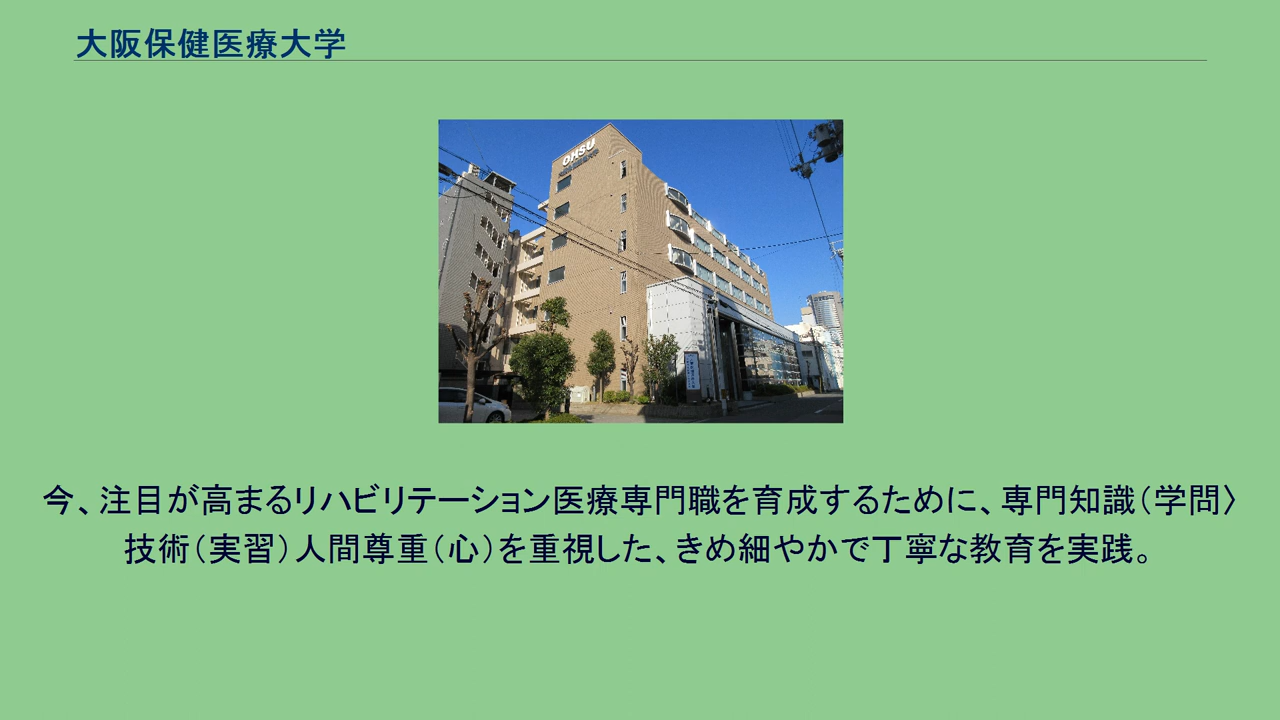 大阪保健医療大学
OHSU
今、注目が高まるリハビリテーション医療専門職を育成するために、専門知識（学問〉
技術（実習）人間尊重（心）を重視した、きめ細やかで丁寧な教育を実践。